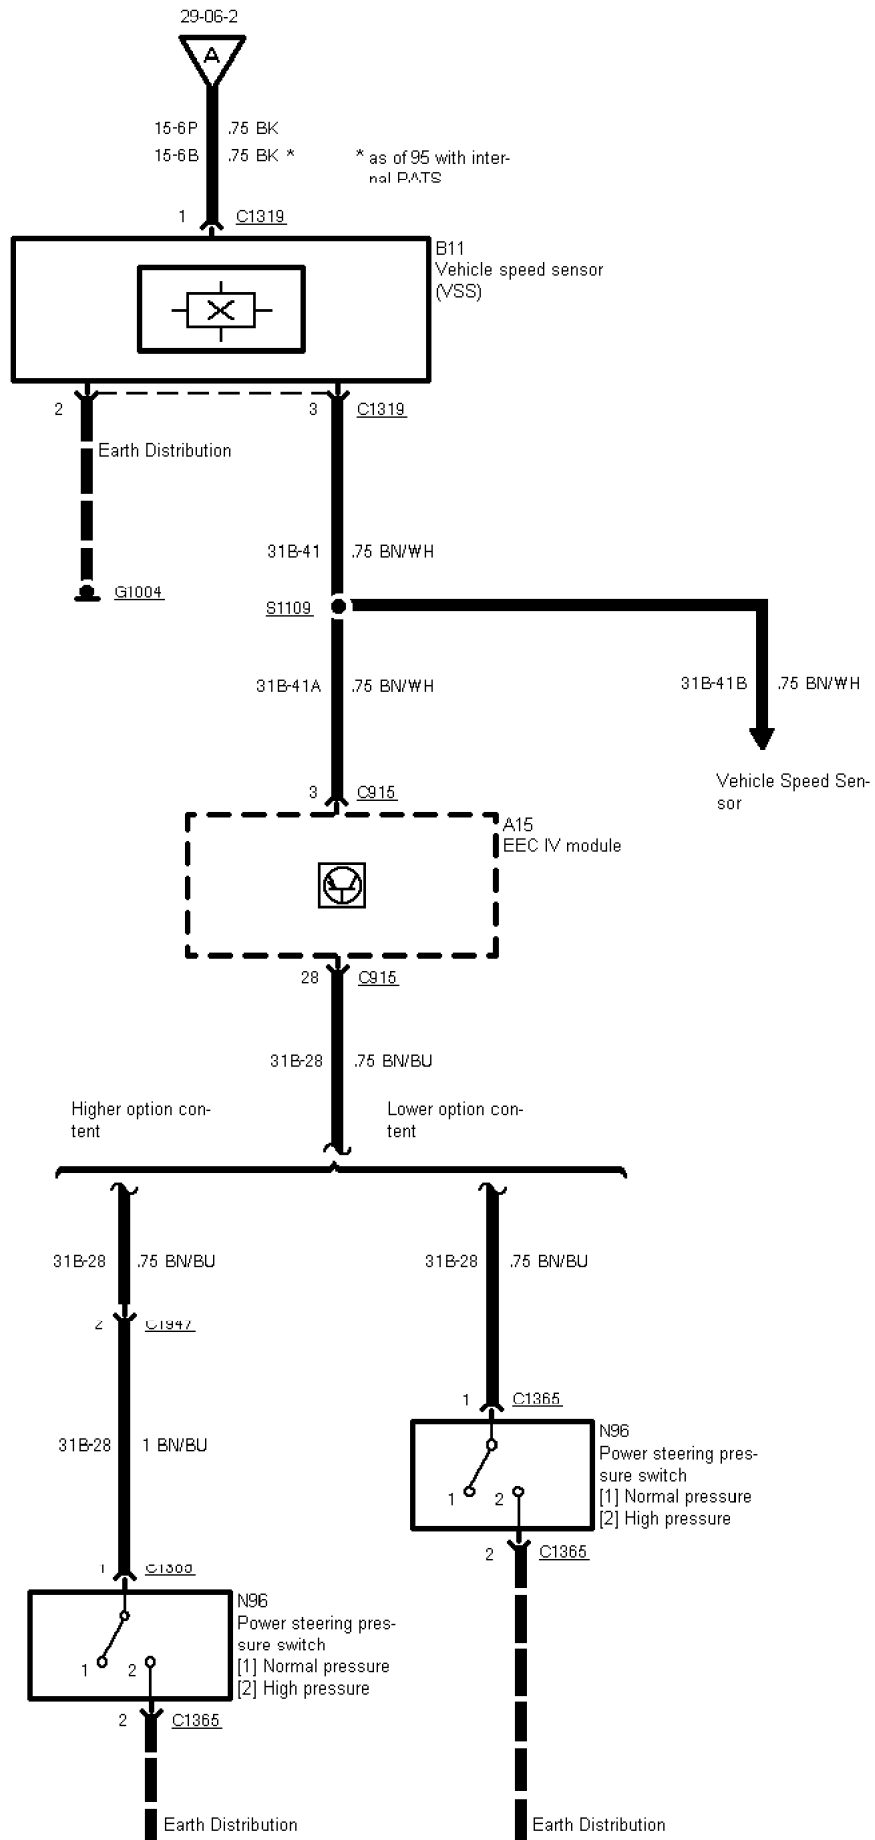 29-06-2
A
15-6P .75 BK
15-6B .75 BK *
* as of 95 with inter-
nal PATS
1 C1319
B11
Vehicle speed sensor
(VSS)
2
3 C1319
Earth Distribution
31B-41 .75 BN/WH
G1004
S1109
31B-41A .75 BN/WH
31B-41B .75 BN/WH
Vehicle Speed Sen-
sor
3 C915
A15
EEC IV module
28 C915
31B-28 .75 BN/BU
Higher option con-
tent
Lower option con-
tent
31B-28 .75 BN/BU
31B-28 .75 BN/BU
2 C1947
1 C1365
N96
Power steering pres-
sure switch
[1] Normal pressure
[2] High pressure
1 2
31B-28 1 BN/BU
2 C1365
1
N96
Power steering pres-
sure switch
[1] Normal pressure
[2] High pressure
1 2
2 C1365
Earth Distribution
Earth Distribution